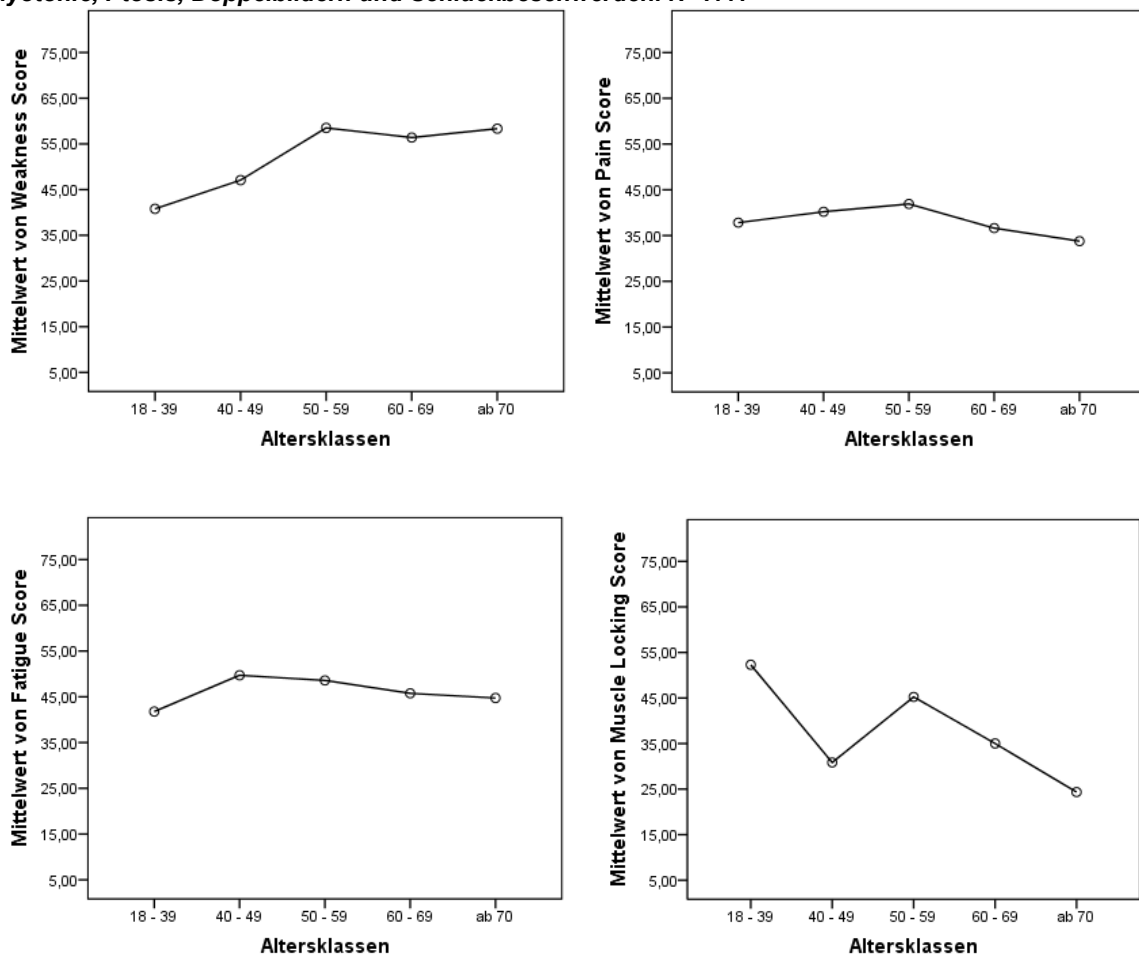 Ptosis, Doppelbildern und Schluckbeschwerden.
Mittelwert von Weakness Score
75,00
65,00
55,00
45,00
35,00
25,00
15,00
5,00
18 - 39 40 - 49 50 - 59 60 - 69 ab 70
Altersklassen
Mittelwert von Pain Score
75,00
65,00
55,00
45,00
35,00
25,00
15,00
5,00
18 - 39 40 - 49 50 - 59 60 - 69 ab 70
Altersklassen
Mittelwert von Fatigue Score
75,00
65,00
55,00
45,00
35,00
25,00
15,00
5,00
18 - 39 40 - 49 50 - 59 60 - 69 ab 70
Altersklassen
Mittelwert von Muscle Locking Score
75,00
65,00
55,00
45,00
35,00
25,00
15,00
5,00
18 - 39 40 - 49 50 - 59 60 - 69 ab 70
Altersklassen